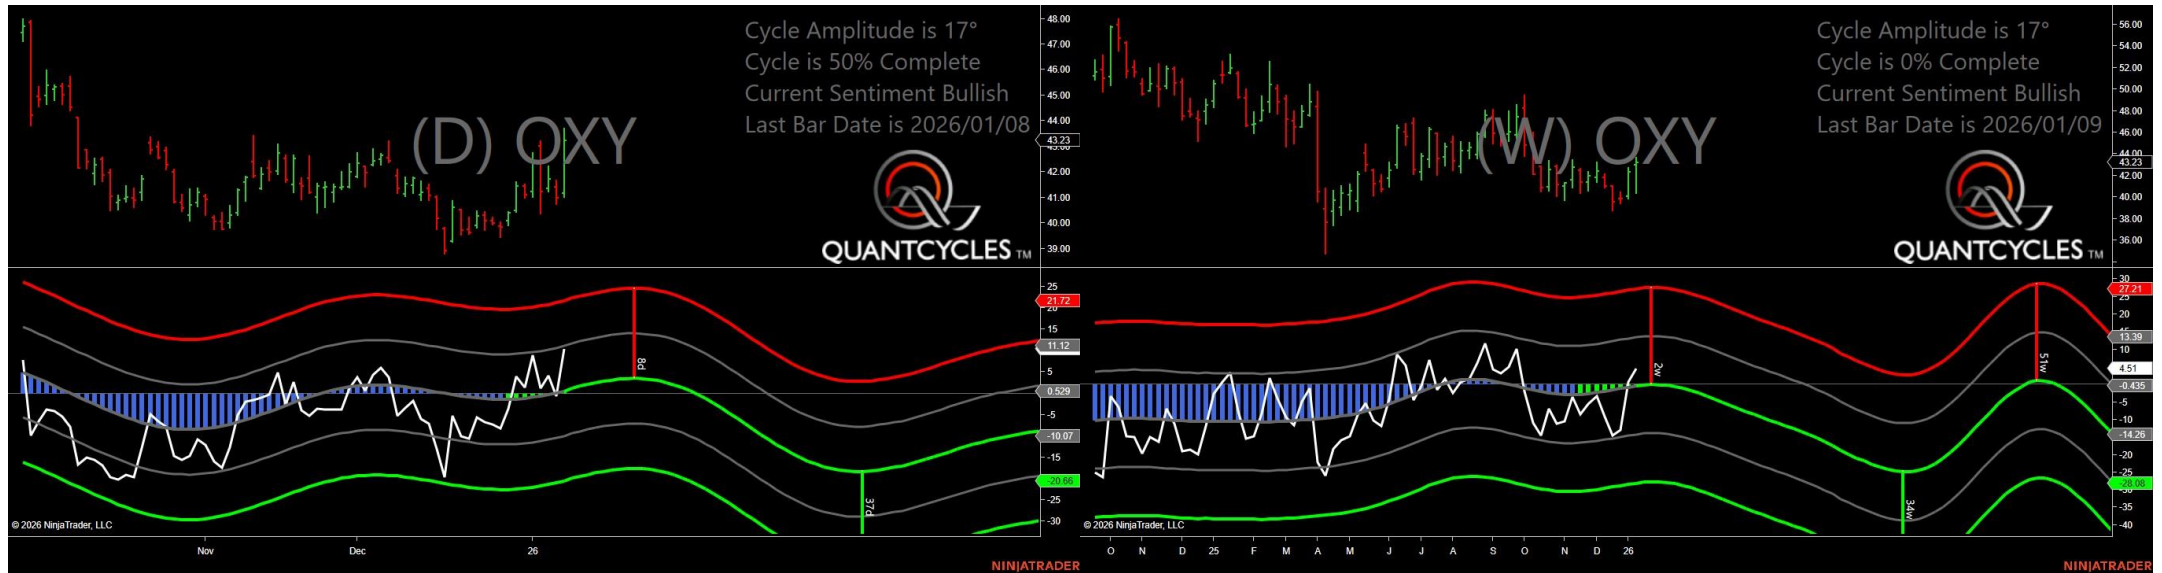 Cycle Amplitude is 17°
Cycle is 50% Complete
Current Sentiment Bullish
Last Bar Date is 2026/01/08
(D) OXY
QUANTCYCLES TM
48.00
47.00
46.00
45.00
44.00
43.23
42.00
41.00
40.00
39.00
25
21.72
15
11.12
5
0.529
-5
-10.07
-15
-20.66
-25
-30
8d
37d
© 2026 NinjaTrader, LLC
Nov Dec 26
NINJATRADER
Cycle Amplitude is 17°
Cycle is 0% Complete
Current Sentiment Bullish
Last Bar Date is 2026/01/09
(W) OXY
QUANTCYCLES TM
56.00
54.00
52.00
50.00
48.00
46.00
44.00
43.23
42.00
40.00
38.00
36.00
30
27.21
25
20
13.39
10
4.51
-0.435
-5
-10
-14.26
-20
-25
-28.08
-35
-40
2w
34w
51w
© 2026 NinjaTrader, LLC
O N D 25 F M A M J J A S O N D 26
NINJATRADER